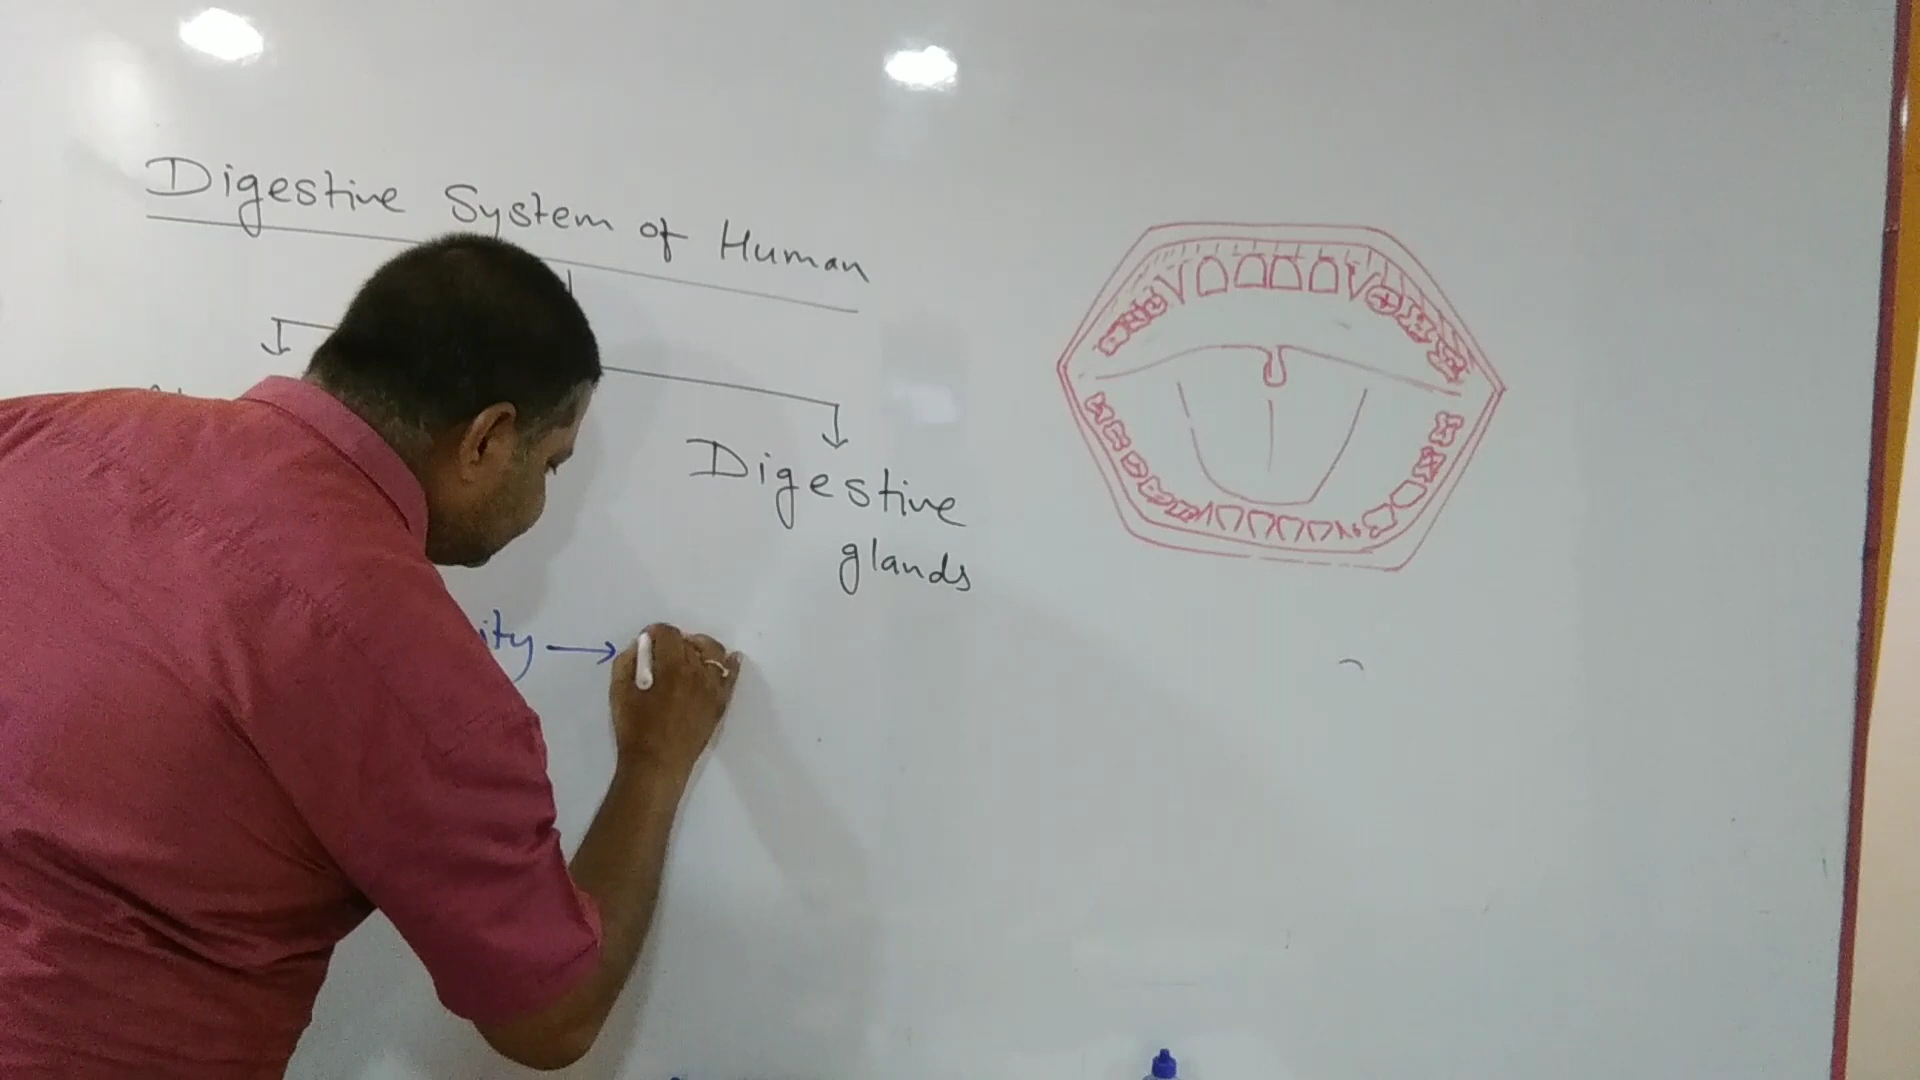 Digestive System of Human
Digestive
glands
ity →